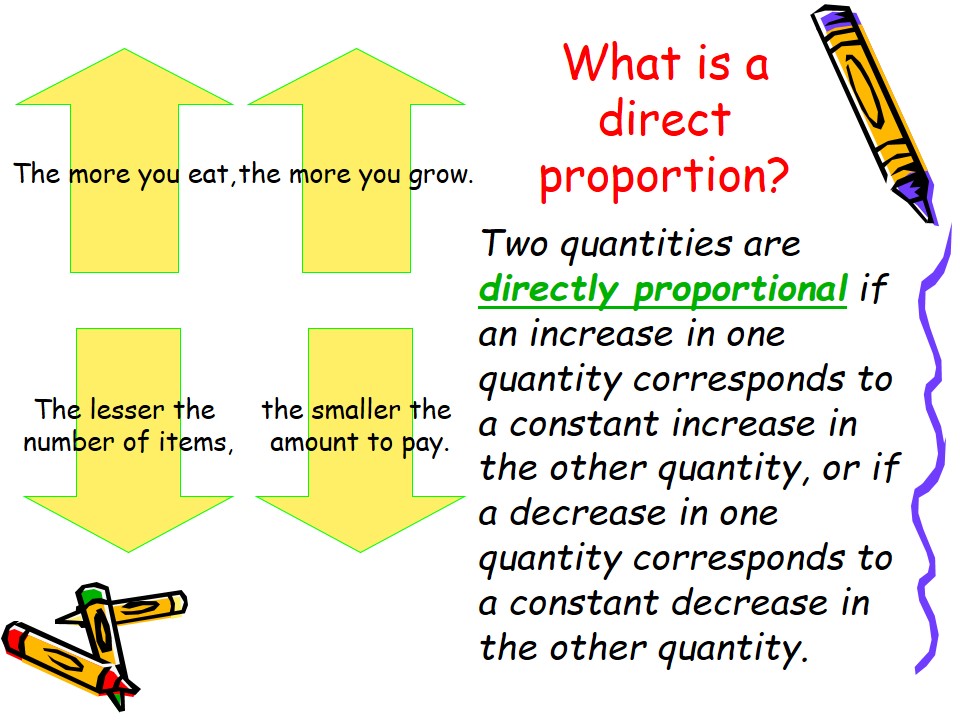 The more you eat, the more you grow.
The lesser the
number of items,
the smaller the
amount to pay.
What is a
direct
proportion?
Two quantities are
directly proportional if
an increase in one
quantity corresponds to
a constant increase in
the other quantity, or if
a decrease in one
quantity corresponds to
a constant decrease in
the other quantity.